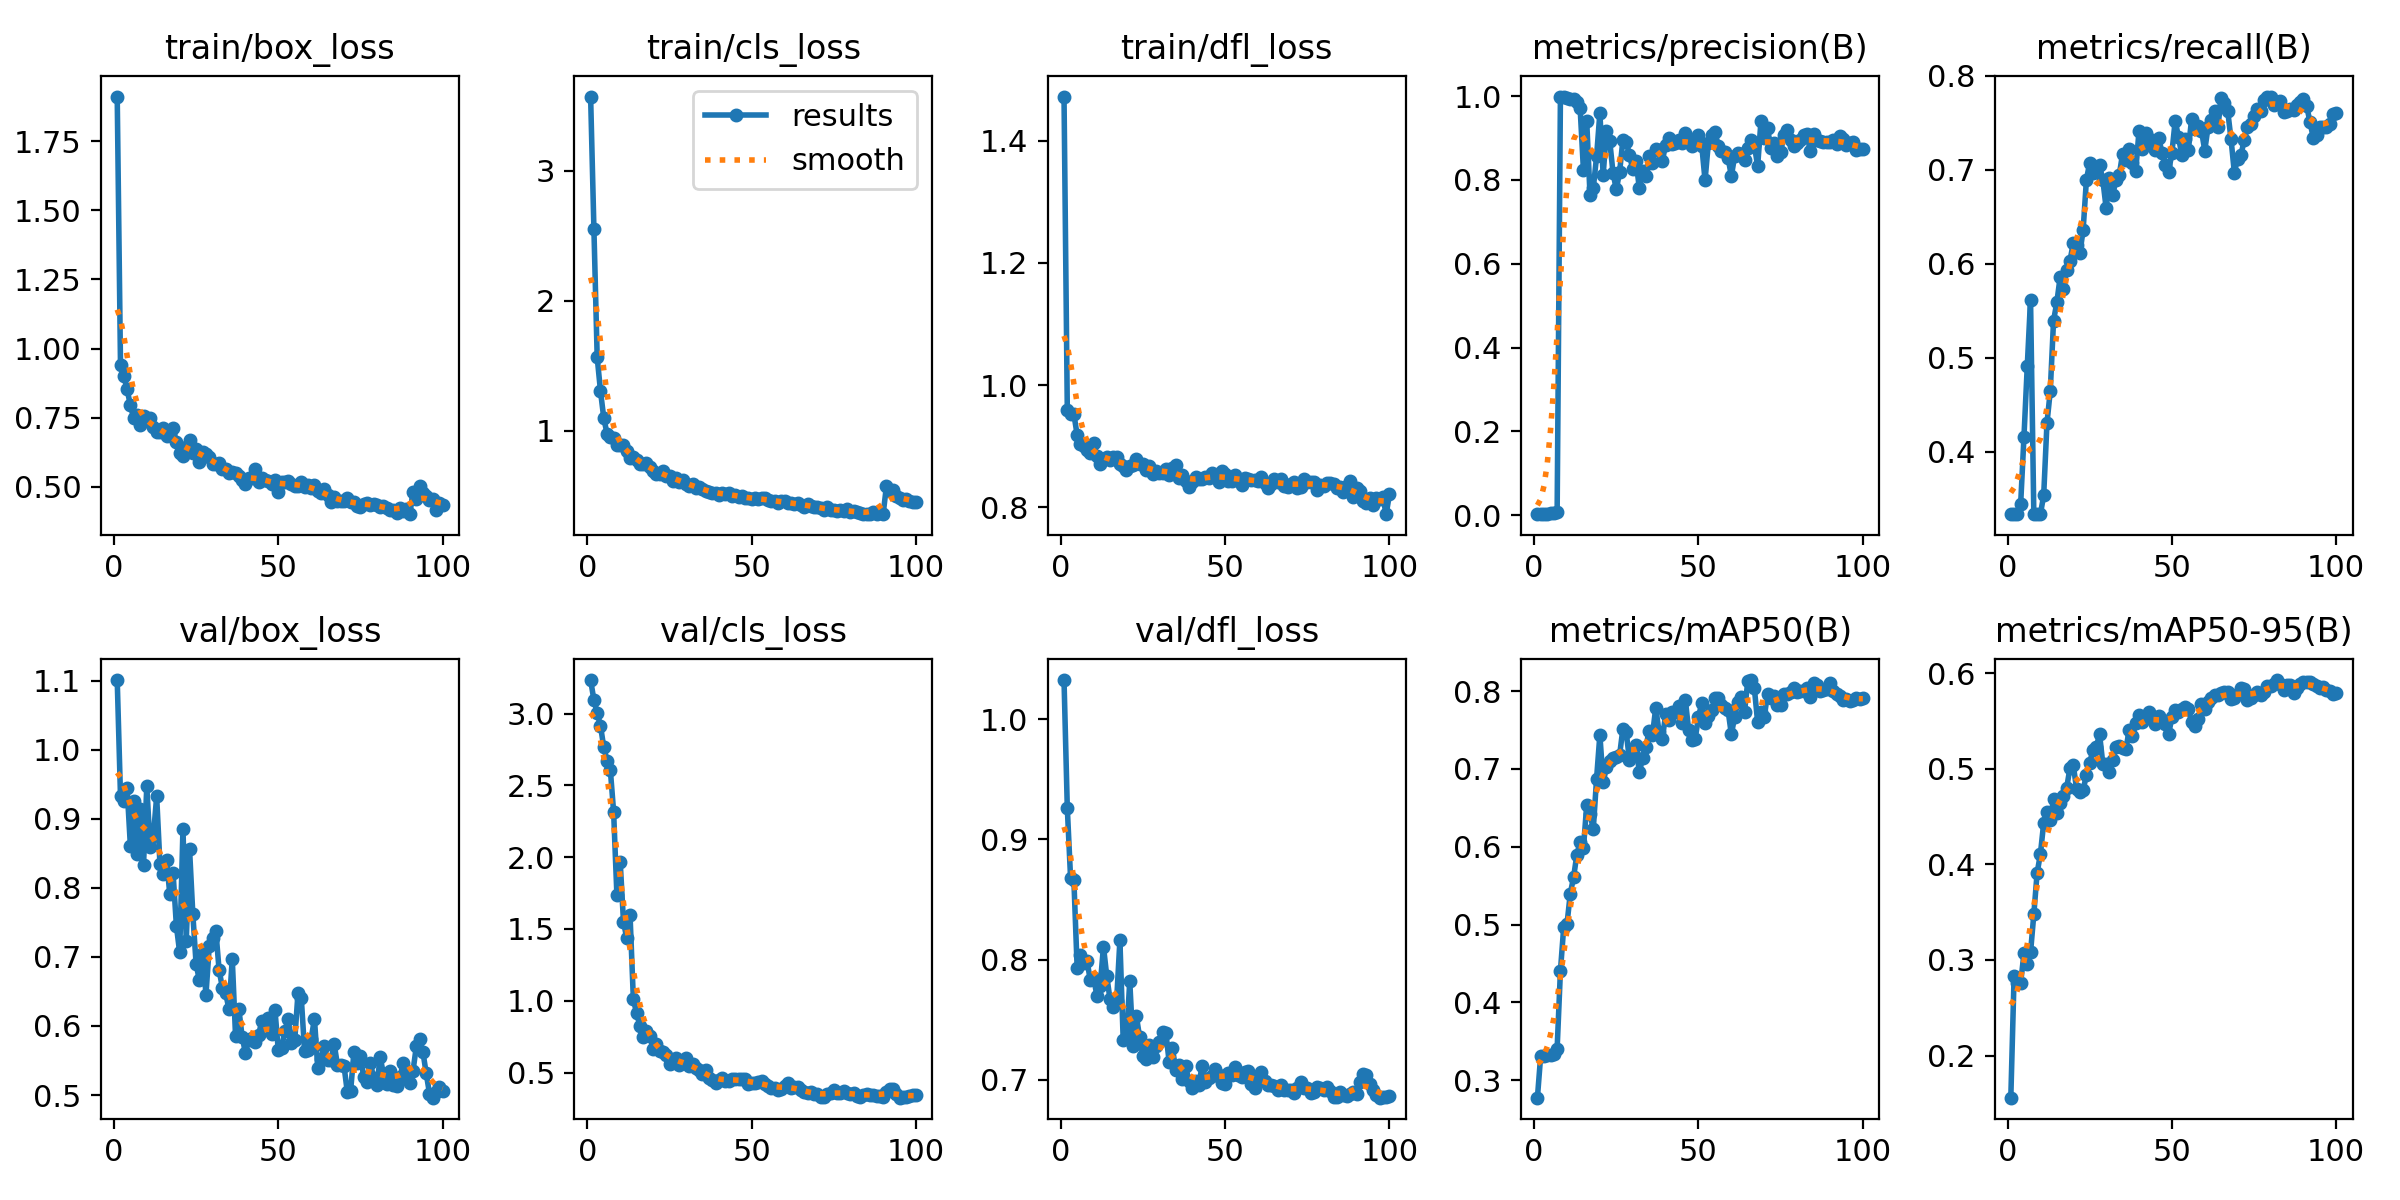 train/box_loss
1.75
1.50
1.25
1.00
0.75
0.50
0 50 100
train/cls_loss
results
smooth
3
2
1
0 50 100
train/dfl_loss
1.4
1.2
1.0
0.8
0 50 100
metrics/precision(B)
1.0
0.8
0.6
0.4
0.2
0.0
0 50 100
metrics/recall(B)
0.8
0.7
0.6
0.5
0.4
0 50 100
val/box_loss
1.1
1.0
0.9
0.8
0.7
0.6
0.5
0 50 100
val/cls_loss
3.0
2.5
2.0
1.5
1.0
0.5
0 50 100
val/dfl_loss
1.0
0.9
0.8
0.7
0 50 100
metrics/mAP50(B)
0.8
0.7
0.6
0.5
0.4
0.3
0 50 100
metrics/mAP50-95(B)
0.6
0.5
0.4
0.3
0.2
0 50 100